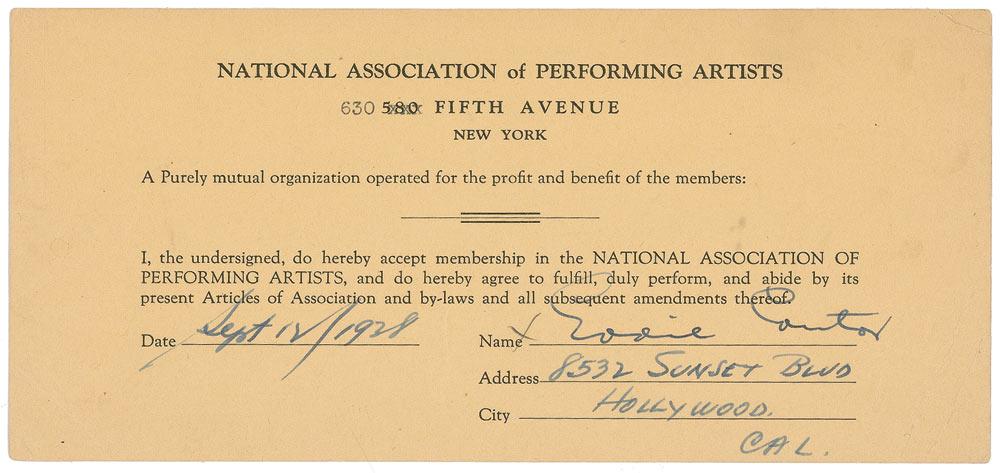 NATIONAL ASSOCIATION of PERFORMING ARTISTS
630 580 FIFTH AVENUE
NEW YORK
A Purely mutual organization operated for the profit and benefit of the members:
I, the undersigned, do hereby accept membership in the NATIONAL ASSOCIATION OF
PERFORMING ARTISTS, and do hereby agree to fulfill, duly perform, and abide by its
present Articles of Association and by-laws and all subsequent amendments thereof.
Date Sept 12/1938
Name X Eddie Cantor
Address 8532 SUNSET BLVD
City HOLLYWOOD.
CAL.